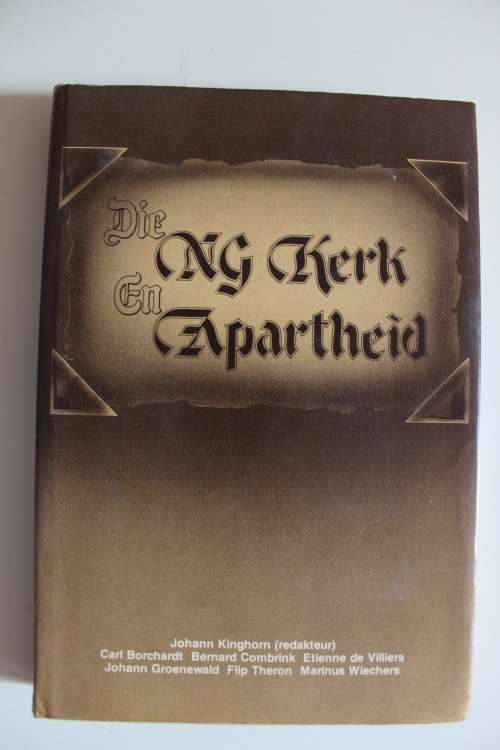 Die NG Kerk
En Apartheid
Johann Kinghorn (redakteur)
Carl Borchardt Bernard Combrink Etienne de Villiers
Johann Groenewald Flip Theron Marinus Wiechers